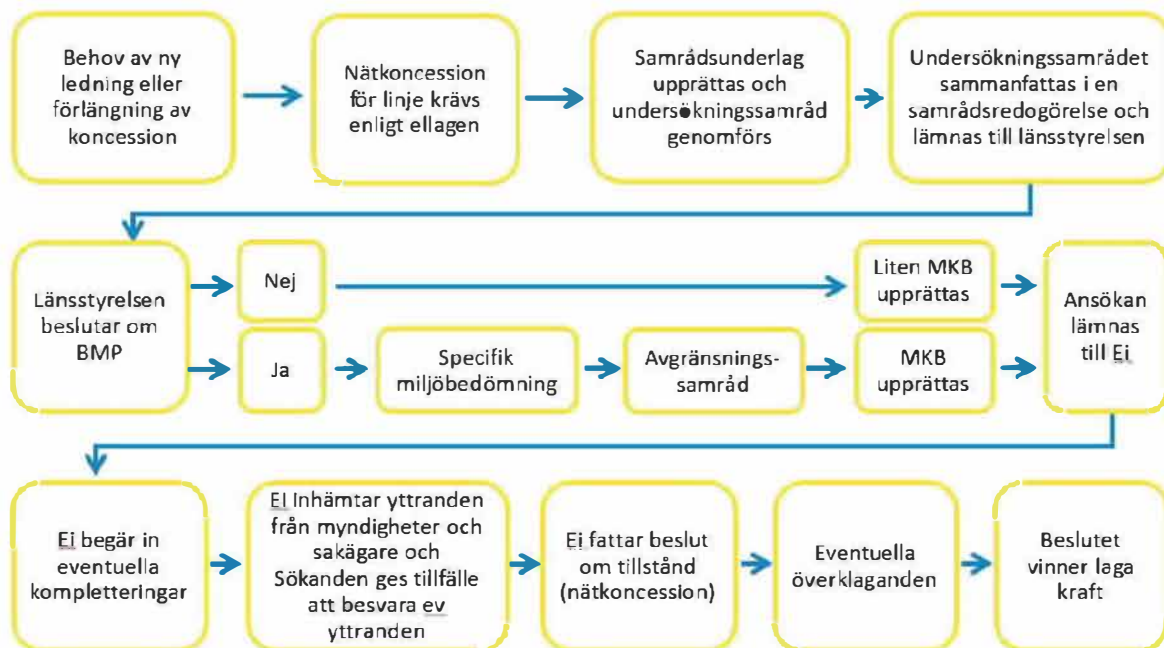 Behov av ny
ledning eller
förlängning av
koncession
Nätkoncession
för linje krävs
enligt ellagen
Samrådsunderlag
upprättas och
undersökningssamråd
genomförs
Undersökningssamrådet
sammanfattas i en
samrådsredogörelse och
lämnas till länsstyrelsen
Länsstyrelsen
beslutar om
BMP
Nej
Liten MKB
upprättas
Ja
Specifik
miljöbedömning
Avgränsnings-
samråd
MKB
upprättas
Ansökan
lämnas
till Ei
Ei begär in
eventuella
kompletteringar
EI Inhämtar yttranden
från myndigheter och
sakägare och
Sökanden ges tillfälle
att besvara ev
yttranden
Ei fattar beslut
om tillstånd
(nätkoncession)
Eventuella
överklaganden
Beslutet
vinner laga
kraft